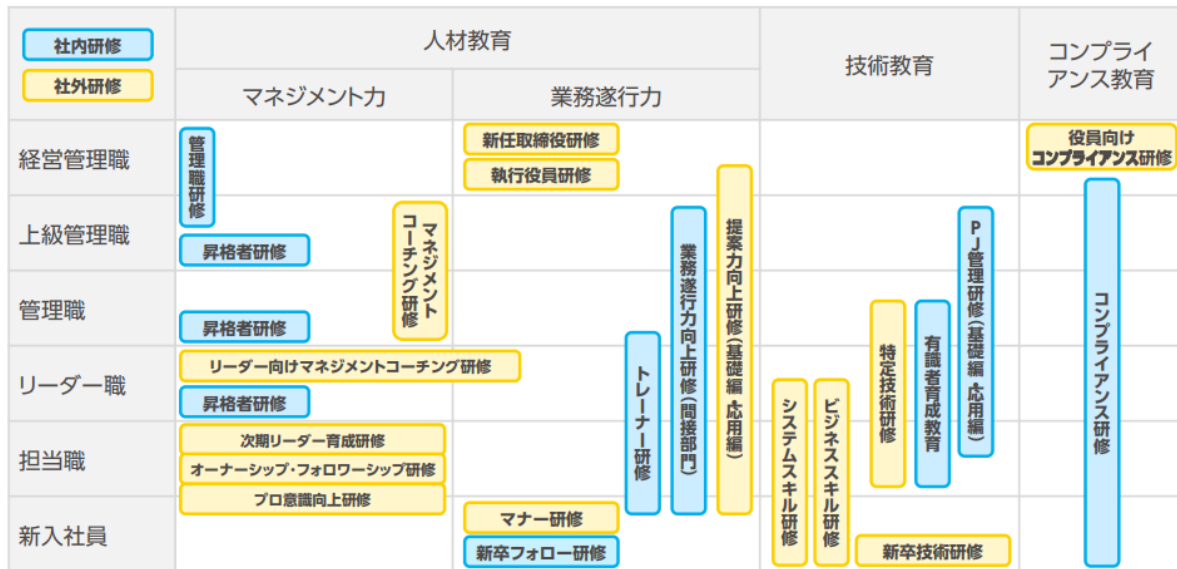 社内研修
社外研修
人材教育
マネジメント力
業務遂行力
技術教育
コンプライ
アンス教育
経営管理職
上級管理職
管理職
リーダー職
担当職
新入社員
管理職研修
昇格者研修
マネジメント
コーチング研修
昇格者研修
リーダー向けマネジメントコーチング研修
昇格者研修
次期リーダー育成研修
オーナーシップ・フォロワーシップ研修
プロ意識向上研修
新任取締役研修
執行役員研修
トレーナー研修
業務遂行力向上研修(間接部門)
提案力向上研修(基礎編・応用編)
マナー研修
新卒フォロー研修
システムスキル研修
ビジネススキル研修
特定技術研修
有識者育成教育
PJ管理研修(基礎編・応用編)
新卒技術研修
役員向け
コンプライアンス研修
コンプライアンス研修